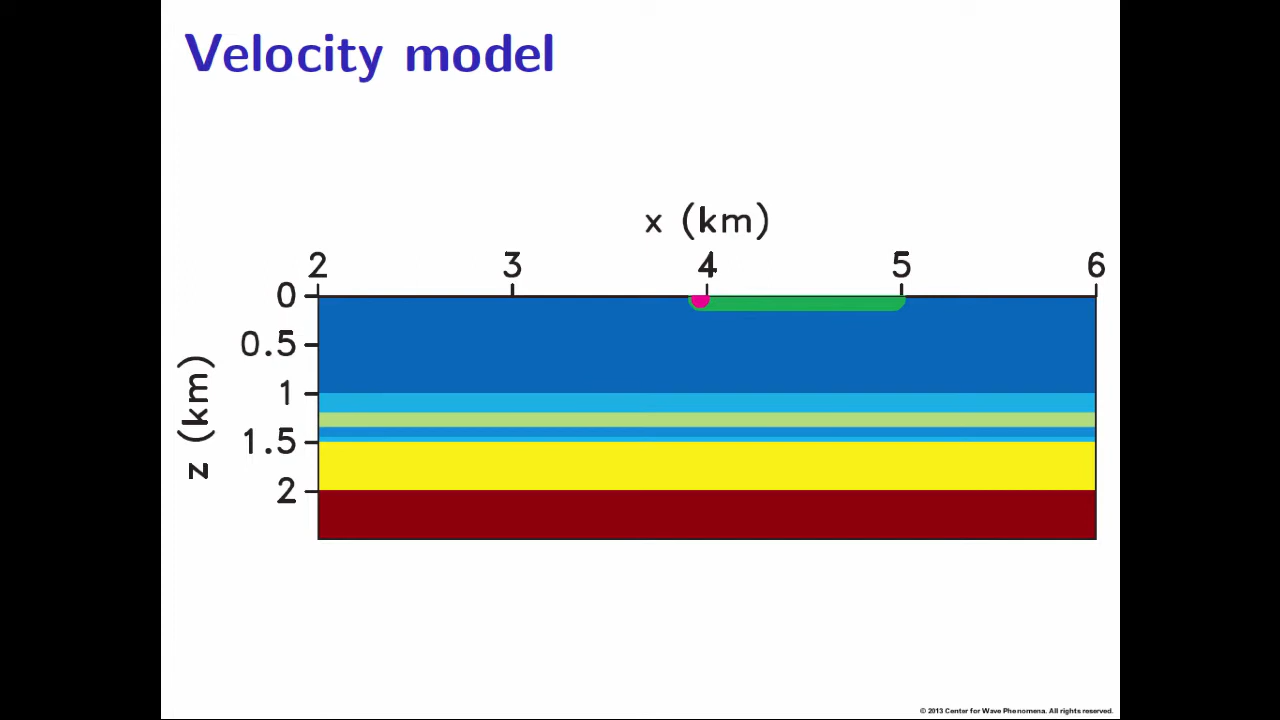 Velocity model
x (km)
2 3 4 5 6
0
0.5
1
1.5
2
z (km)
© 2013 Center for Wave Phenomena. All rights reserved.